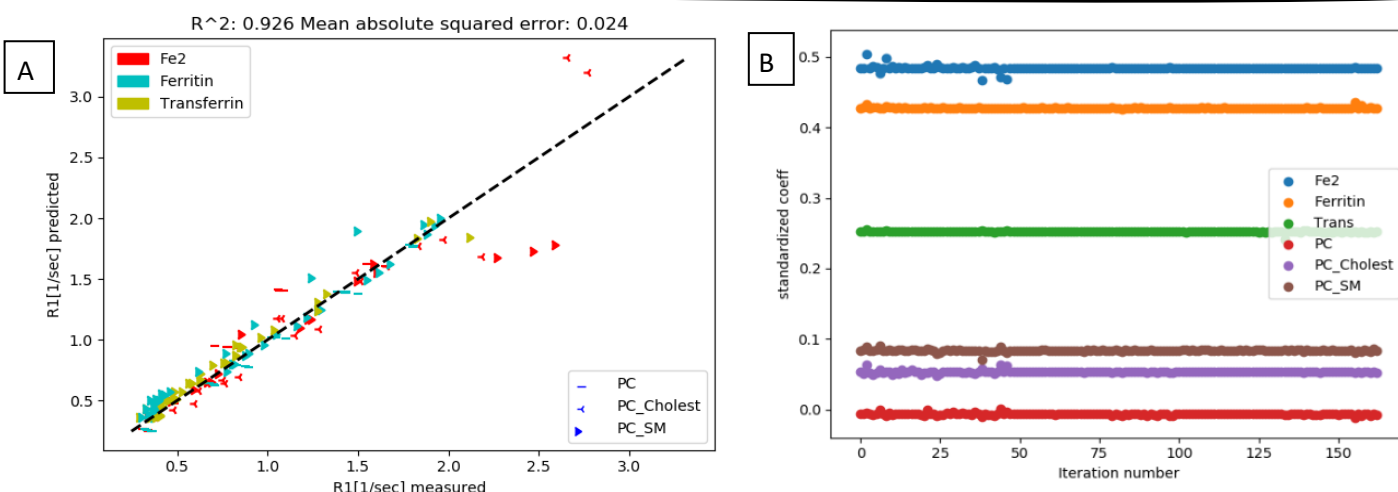 R^2: 0.926 Mean absolute squared error: 0.024
A
Fe2
Ferritin
Transferrin
R1[1/sec] predicted
3.0
2.5
2.0
1.5
1.0
0.5
PC
PC_Cholest
PC_SM
0.5 1.0 1.5 2.0 2.5 3.0
R1[1/sec] measured
B
standardized coeff
0.5
0.4
0.3
0.2
0.1
0.0
Fe2
Ferritin
Trans
PC
PC_Cholest
PC_SM
0 25 50 75 100 125 150
Iteration number